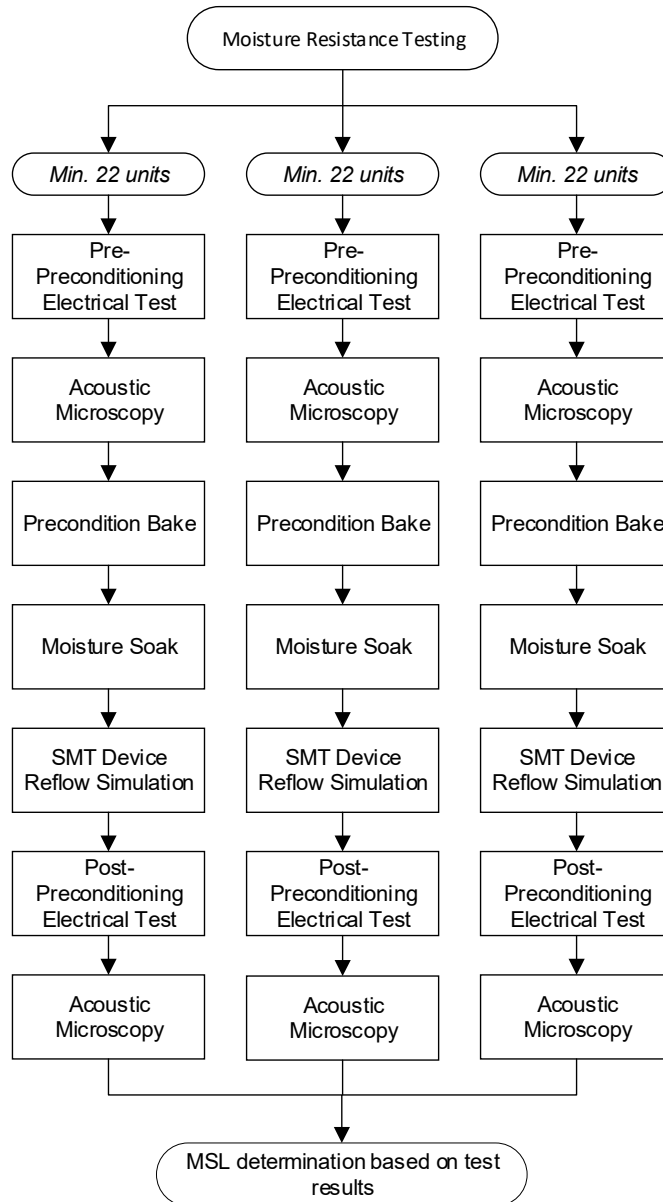 Moisture Resistance Testing
Min. 22 units
Min. 22 units
Min. 22 units
Pre-
Preconditioning
Electrical Test
Pre-
Preconditioning
Electrical Test
Pre-
Preconditioning
Electrical Test
Acoustic
Microscopy
Acoustic
Microscopy
Acoustic
Microscopy
Precondition Bake
Precondition Bake
Precondition Bake
Moisture Soak
Moisture Soak
Moisture Soak
SMT Device
Reflow Simulation
SMT Device
Reflow Simulation
SMT Device
Reflow Simulation
Post-
Preconditioning
Electrical Test
Post-
Preconditioning
Electrical Test
Post-
Preconditioning
Electrical Test
Acoustic
Microscopy
Acoustic
Microscopy
Acoustic
Microscopy
MSL determination based on test
results